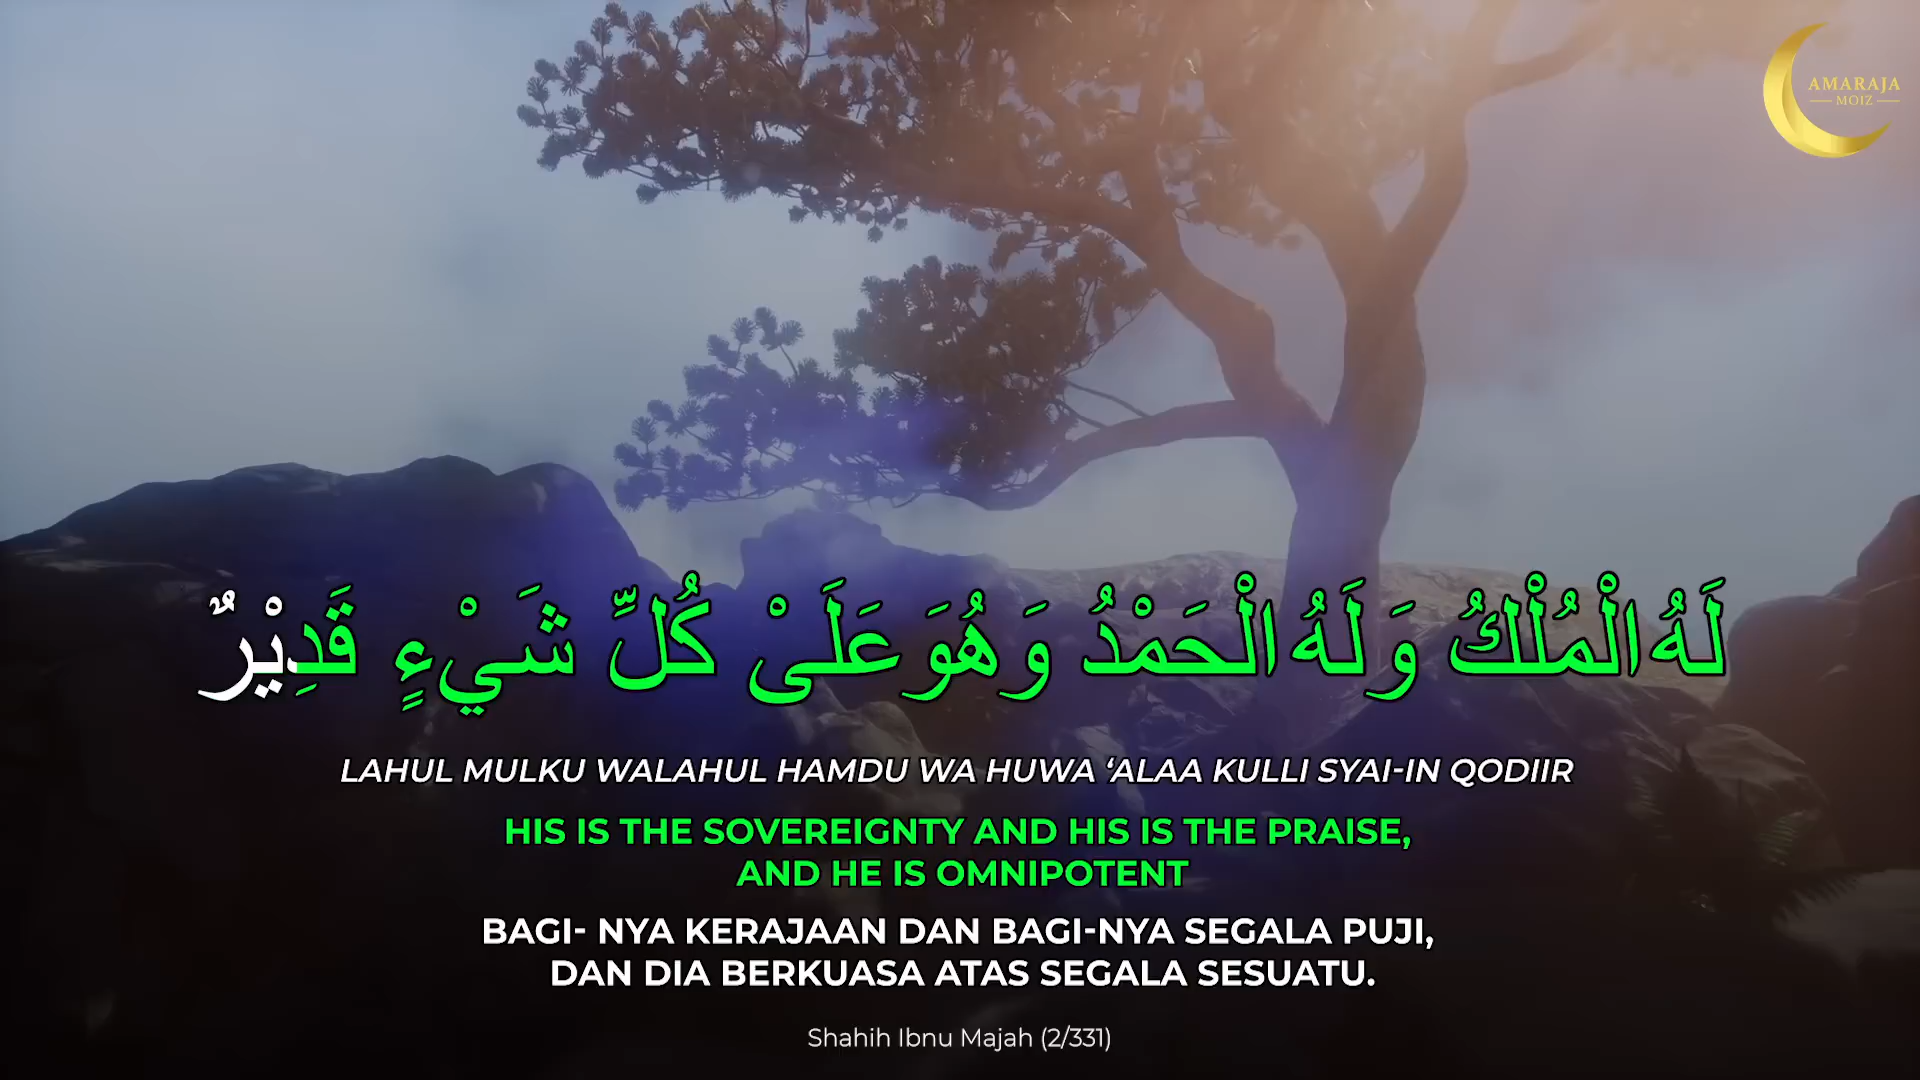 AMARAJA
MOIZ
لَهُ الْمُلْكُ وَ لَهُ الْحَمْدُ وَ هُوَ عَلَىْ كُلِّ شَيْءٍ قَدِيْرٌ
LAHUL MULKU WALAHUL HAMDU WA HUWA ‘ALAA KULLI SYAI-IN QODIIR
HIS IS THE SOVEREIGNTY AND HIS IS THE PRAISE,
AND HE IS OMNIPOTENT
BAGI- NYA KERAJAAN DAN BAGI-NYA SEGALA PUJI,
DAN DIA BERKUASA ATAS SEGALA SESUATU.
Shahih Ibnu Majah (2/331)